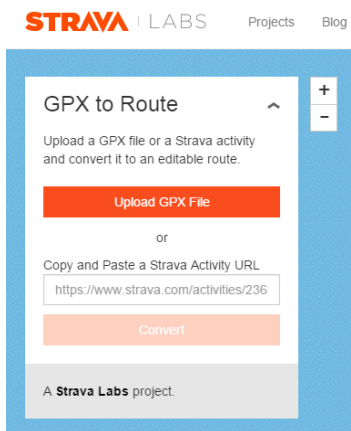 STRAVA LABS Projects Blog
GPX to Route
+
-
Upload a GPX file or a Strava activity
and convert it to an editable route.
Upload GPX File
or
Copy and Paste a Strava Activity URL
https://www.strava.com/activities/236
Convert
A Strava Labs project.